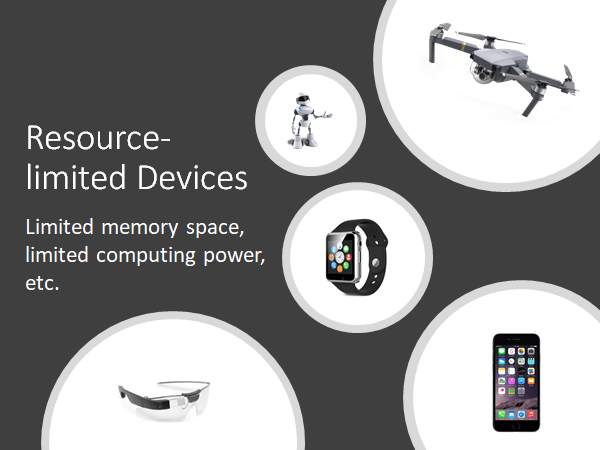 Resource-
limited Devices
Limited memory space,
limited computing power,
etc.